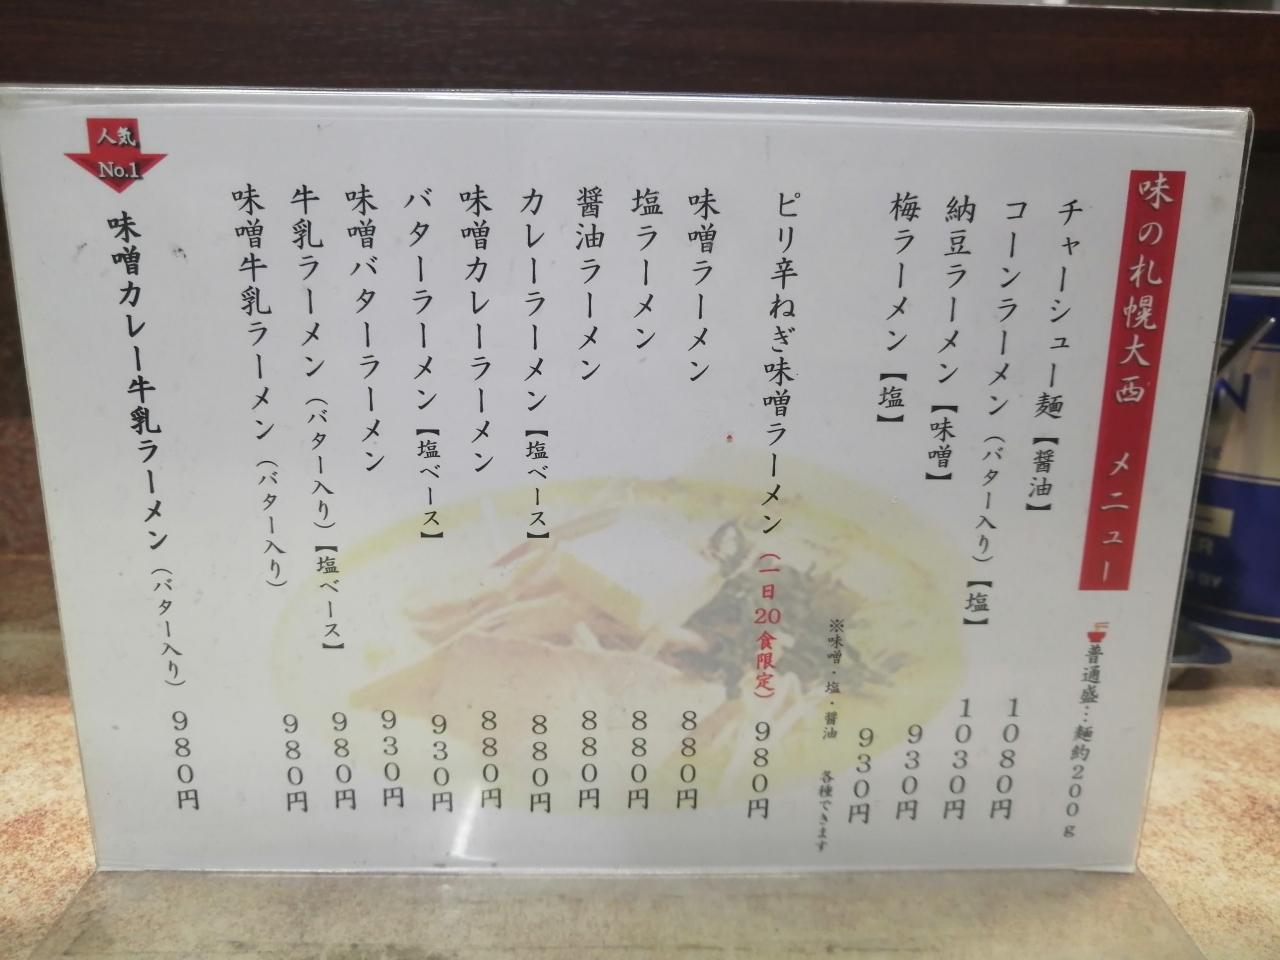 味の札幌大西 メニュー
普通盛…麺約200g
チャーシュー麺【醤油】 1080円
コーンラーメン(バター入り)【塩】 1030円
納豆ラーメン【味噌】 930円
梅ラーメン【塩】 930円
※味噌・塩・醤油 各種できます
ピリ辛ねぎ味噌ラーメン(一日20食限定) 980円
味噌ラーメン 880円
塩ラーメン 880円
醤油ラーメン 880円
カレーラーメン【塩ベース】 880円
味噌カレーラーメン 880円
バターラーメン【塩ベース】 930円
味噌バターラーメン 930円
牛乳ラーメン(バター入り)【塩ベース】 980円
味噌牛乳ラーメン(バター入り) 980円
人気
No.1
味噌カレー牛乳ラーメン(バター入り) 980円